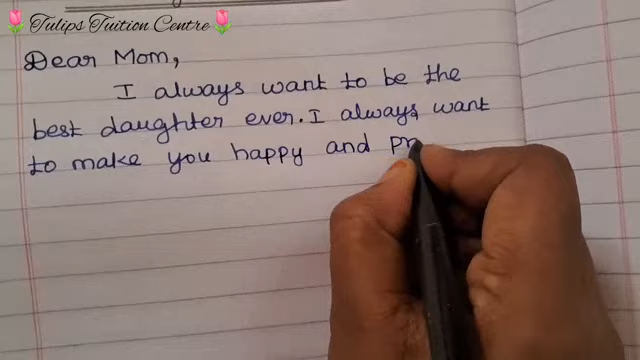 🌷Tulips Tuition Centre🌷
Dear Mom,
I always want to be the
best daughter ever. I always want
to make you happy and pr